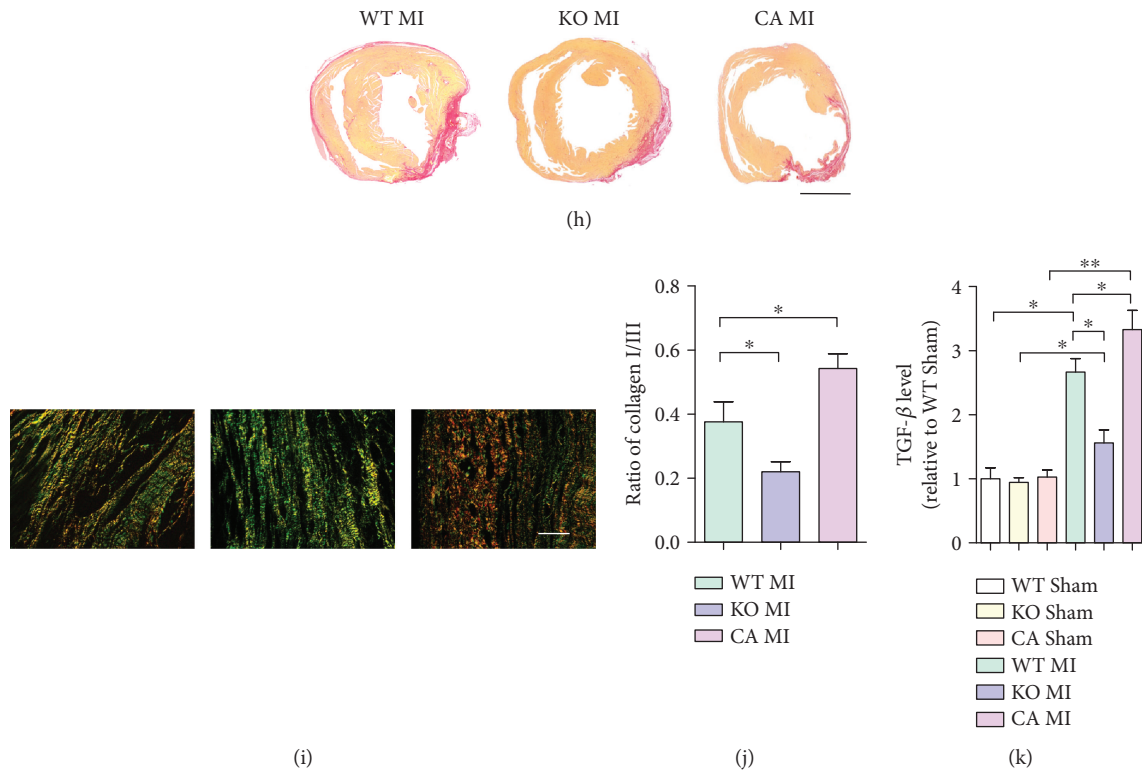 WT MI
KO MI
CA MI
(h)
(i)
Ratio of collagen I/III
0.8
0.6
0.4
0.2
0.0
*
*
WT MI
KO MI
CA MI
(j)
TGF-β level
(relative to WT Sham)
4
3
2
1
0
**
*
*
*
*
WT Sham
KO Sham
CA Sham
WT MI
KO MI
CA MI
(k)